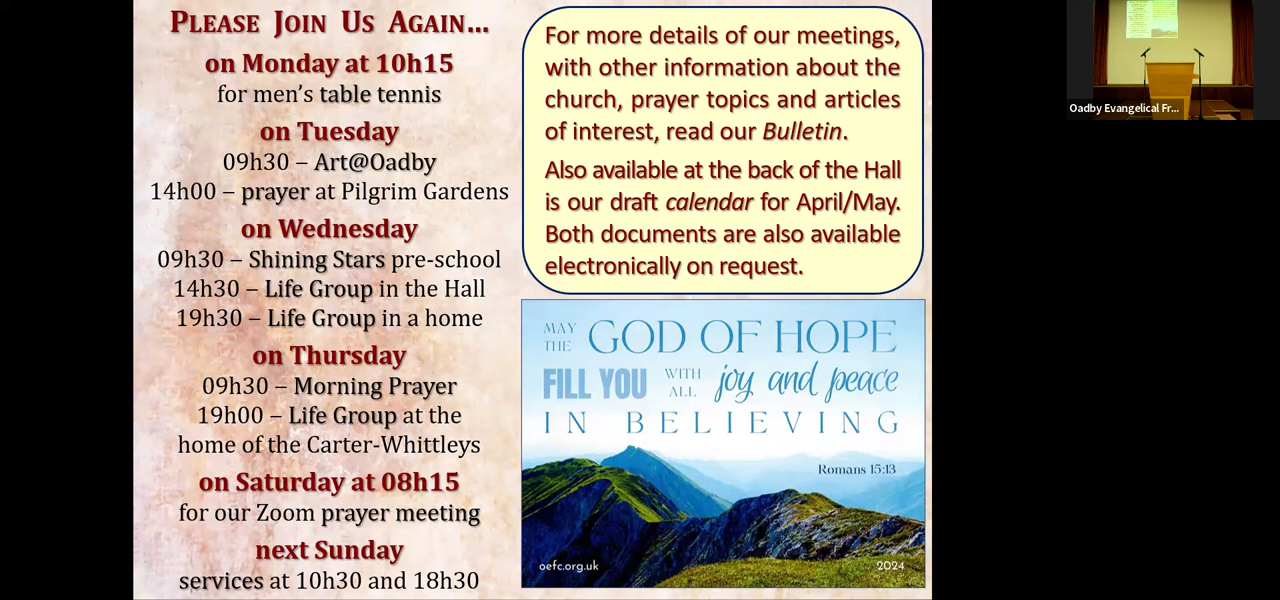 PLEASE JOIN US AGAIN...
on Monday at 10h15
for men's table tennis
on Tuesday
09h30 – Art@Oadby
14h00 – prayer at Pilgrim Gardens
on Wednesday
09h30 – Shining Stars pre-school
14h30 – Life Group in the Hall
19h30 – Life Group in a home
on Thursday
09h30 – Morning Prayer
19h00 – Life Group at the
home of the Carter-Whittleys
on Saturday at 08h15
for our Zoom prayer meeting
next Sunday
services at 10h30 and 18h30
For more details of our meetings,
with other information about the
church, prayer topics and articles
of interest, read our Bulletin.
Also available at the back of the Hall
is our draft calendar for April/May.
Both documents are also available
electronically on request.
MAY THE GOD OF HOPE
FILL YOU WITH ALL joy and peace
IN BELIEVING
Romans 15:13
oefc.org.uk
2024
Oadby Evangelical Fr...